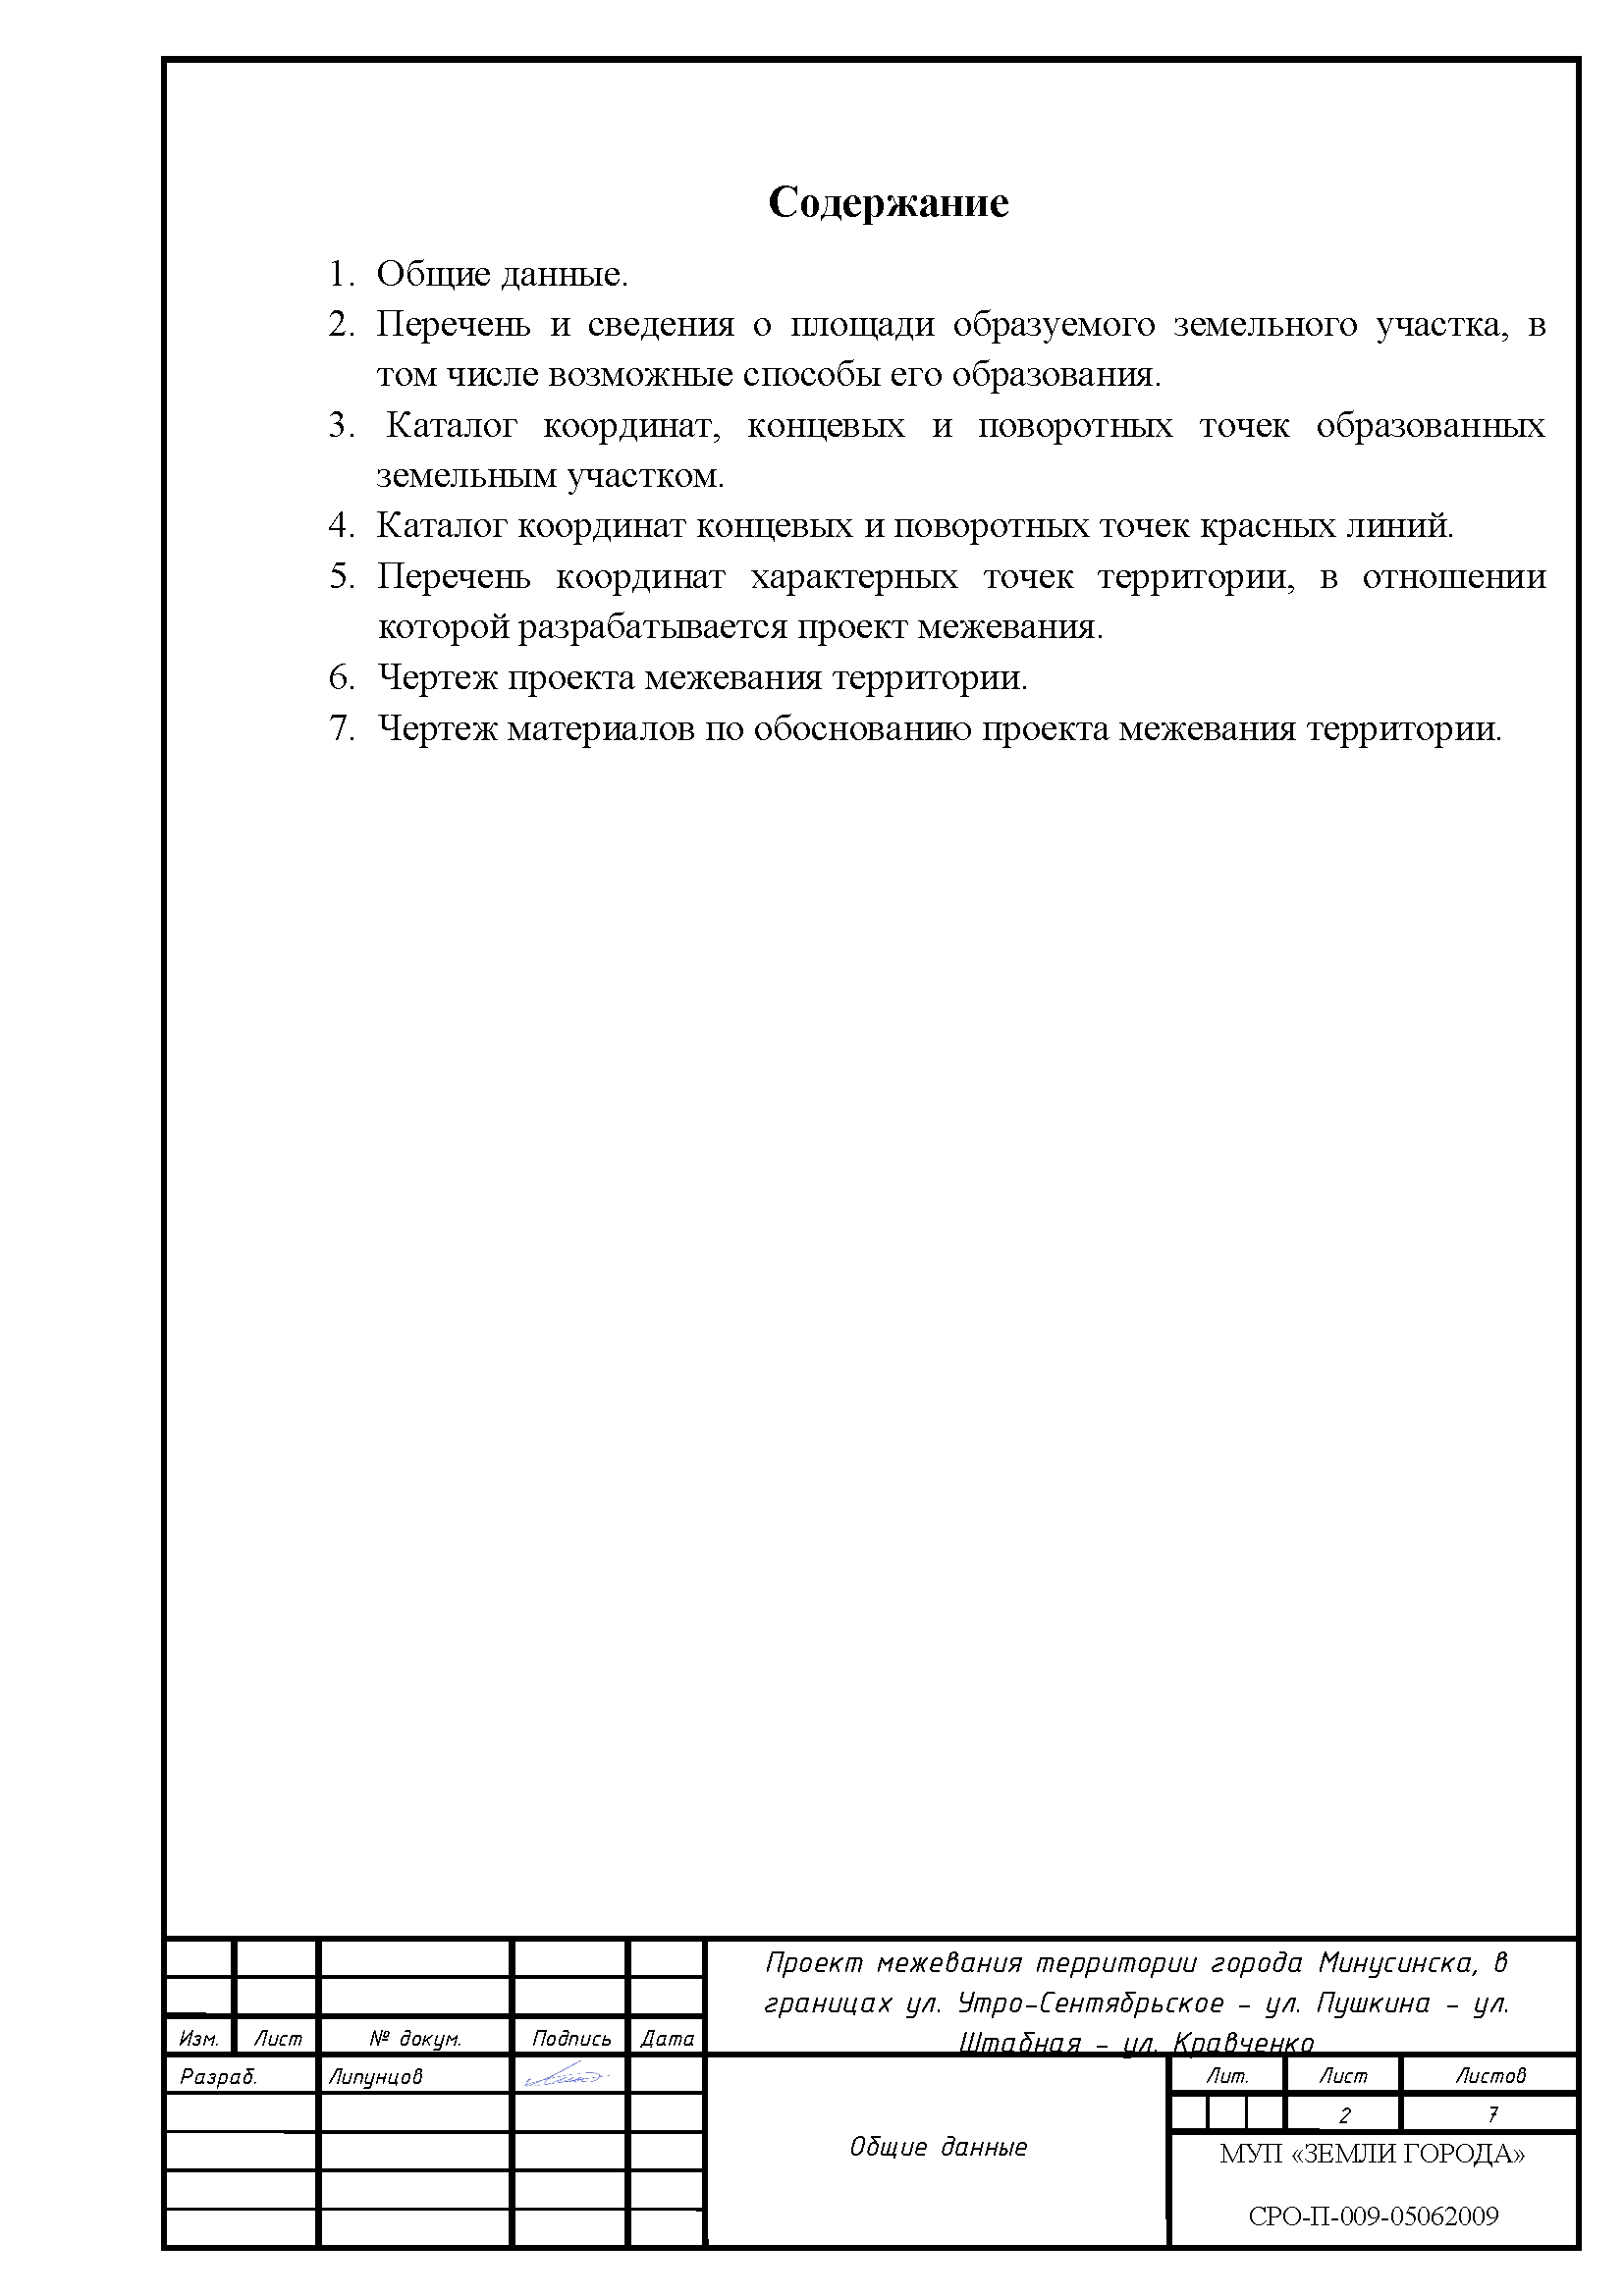 Содержание
1. Общие данные.
2. Перечень и сведения о площади образуемого земельного участка, в
том числе возможные способы его образования.
3. Каталог координат, концевых и поворотных точек образованных
земельным участком.
4. Каталог координат концевых и поворотных точек красных линий.
5. Перечень координат характерных точек территории, в отношении
которой разрабатывается проект межевания.
6. Чертеж проекта межевания территории.
7. Чертеж материалов по обоснованию проекта межевания территории.
Проект межевания территории города Минусинска, в
границах ул. Утро-Сентябрьское - ул. Пушкина - ул.
Штабная - ул. Кравченко
Изм. Лист № докум. Подпись Дата
Разраб. Липунцов
Общие данные
Лит. Лист Листов
2 7
МУП «ЗЕМЛИ ГОРОДА»
СРО-П-009-05062009